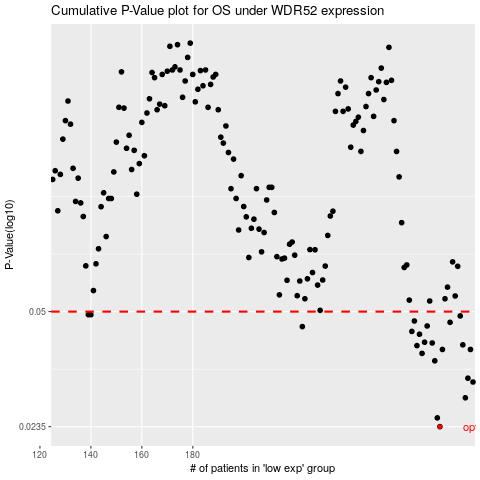 Cumulative P-Value plot for OS under WDR52 expression
P-Value(log10)
0.05
0.0235
op
120 140 160 180
# of patients in 'low exp' group